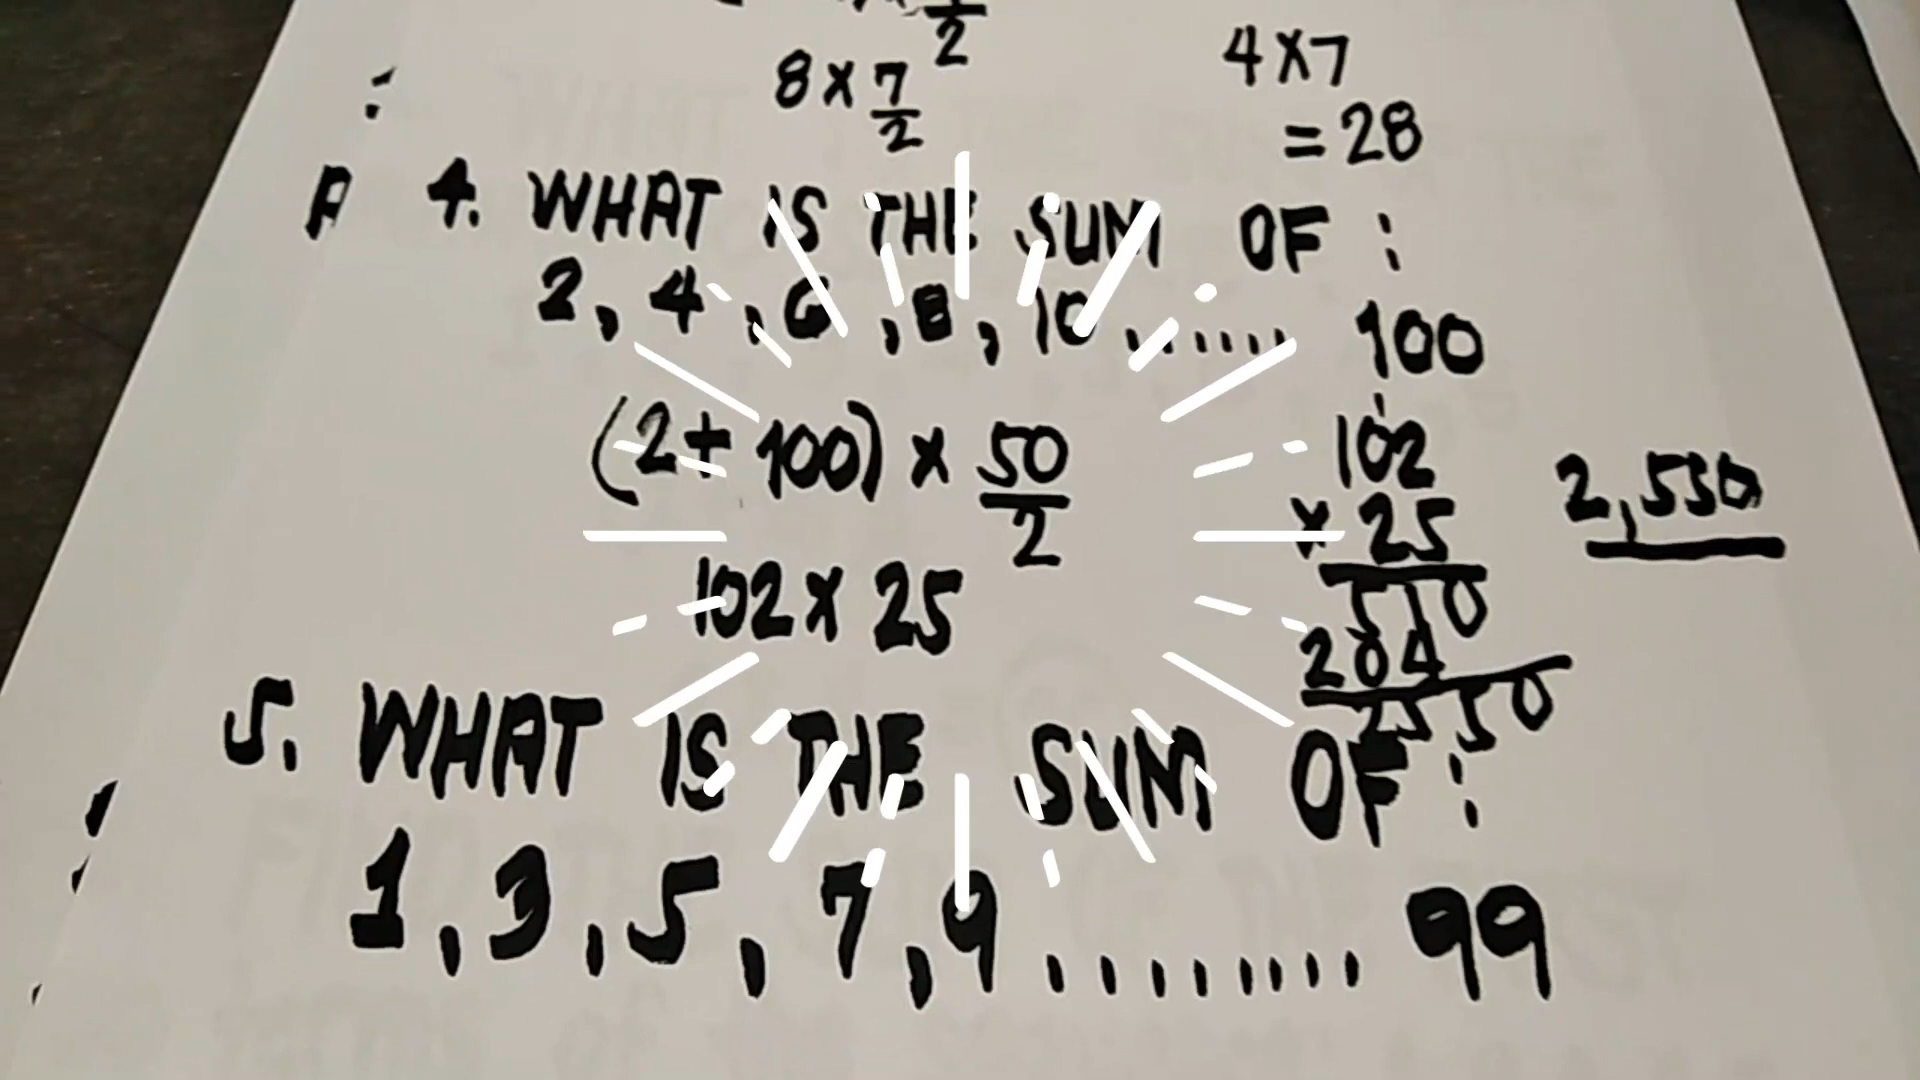 2
8 x 7/2
4 x 7
= 28
A 4. WHAT IS THE SUM OF :
2, 4, 6, 8, 10, ...... 100
(2 + 100) x 50/2
102 x 25
1
102
x 25
510
204
2550
2,550
5. WHAT IS THE SUM OF :
1, 3, 5, 7, 9 ........ 99